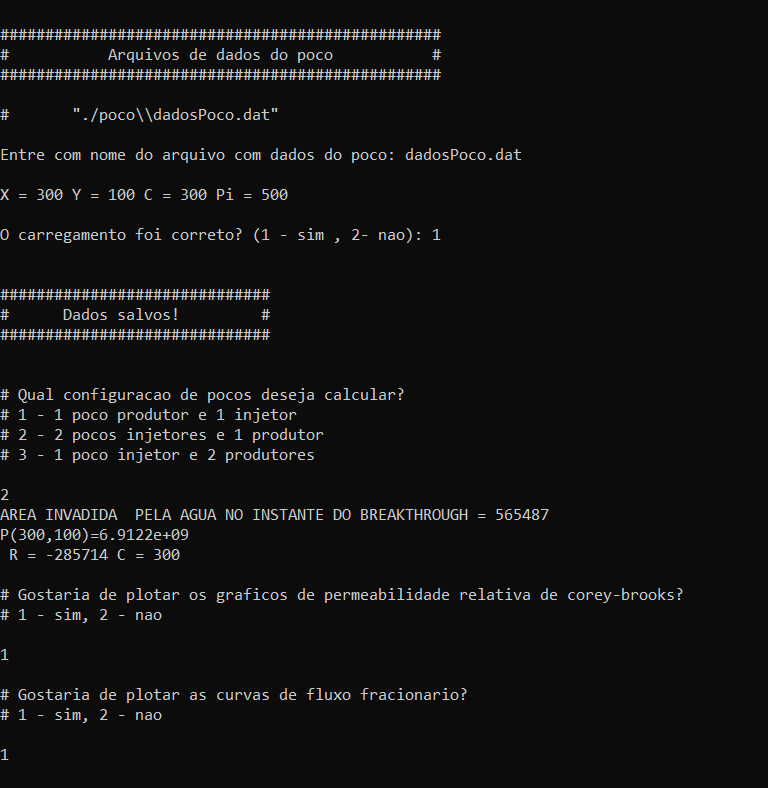 #################################################
#           Arquivos de dados do poco           #
#################################################
#       "./poco\\dadosPoco.dat"
Entre com nome do arquivo com dados do poco: dadosPoco.dat
X = 300 Y = 100 C = 300 Pi = 500
O carregamento foi correto? (1 - sim , 2- nao): 1
##############################
#      Dados salvos!         #
##############################
# Qual configuracao de pocos deseja calcular?
# 1 - 1 poco produtor e 1 injetor
# 2 - 2 pocos injetores e 1 produtor
# 3 - 1 poco injetor e 2 produtores
2
AREA INVADIDA  PELA AGUA NO INSTANTE DO BREAKTHROUGH = 565487
P(300,100)=6.9122e+09
 R = -285714 C = 300
# Gostaria de plotar os graficos de permeabilidade relativa de corey-brooks?
# 1 - sim, 2 - nao
1
# Gostaria de plotar as curvas de fluxo fracionario?
# 1 - sim, 2 - nao
1